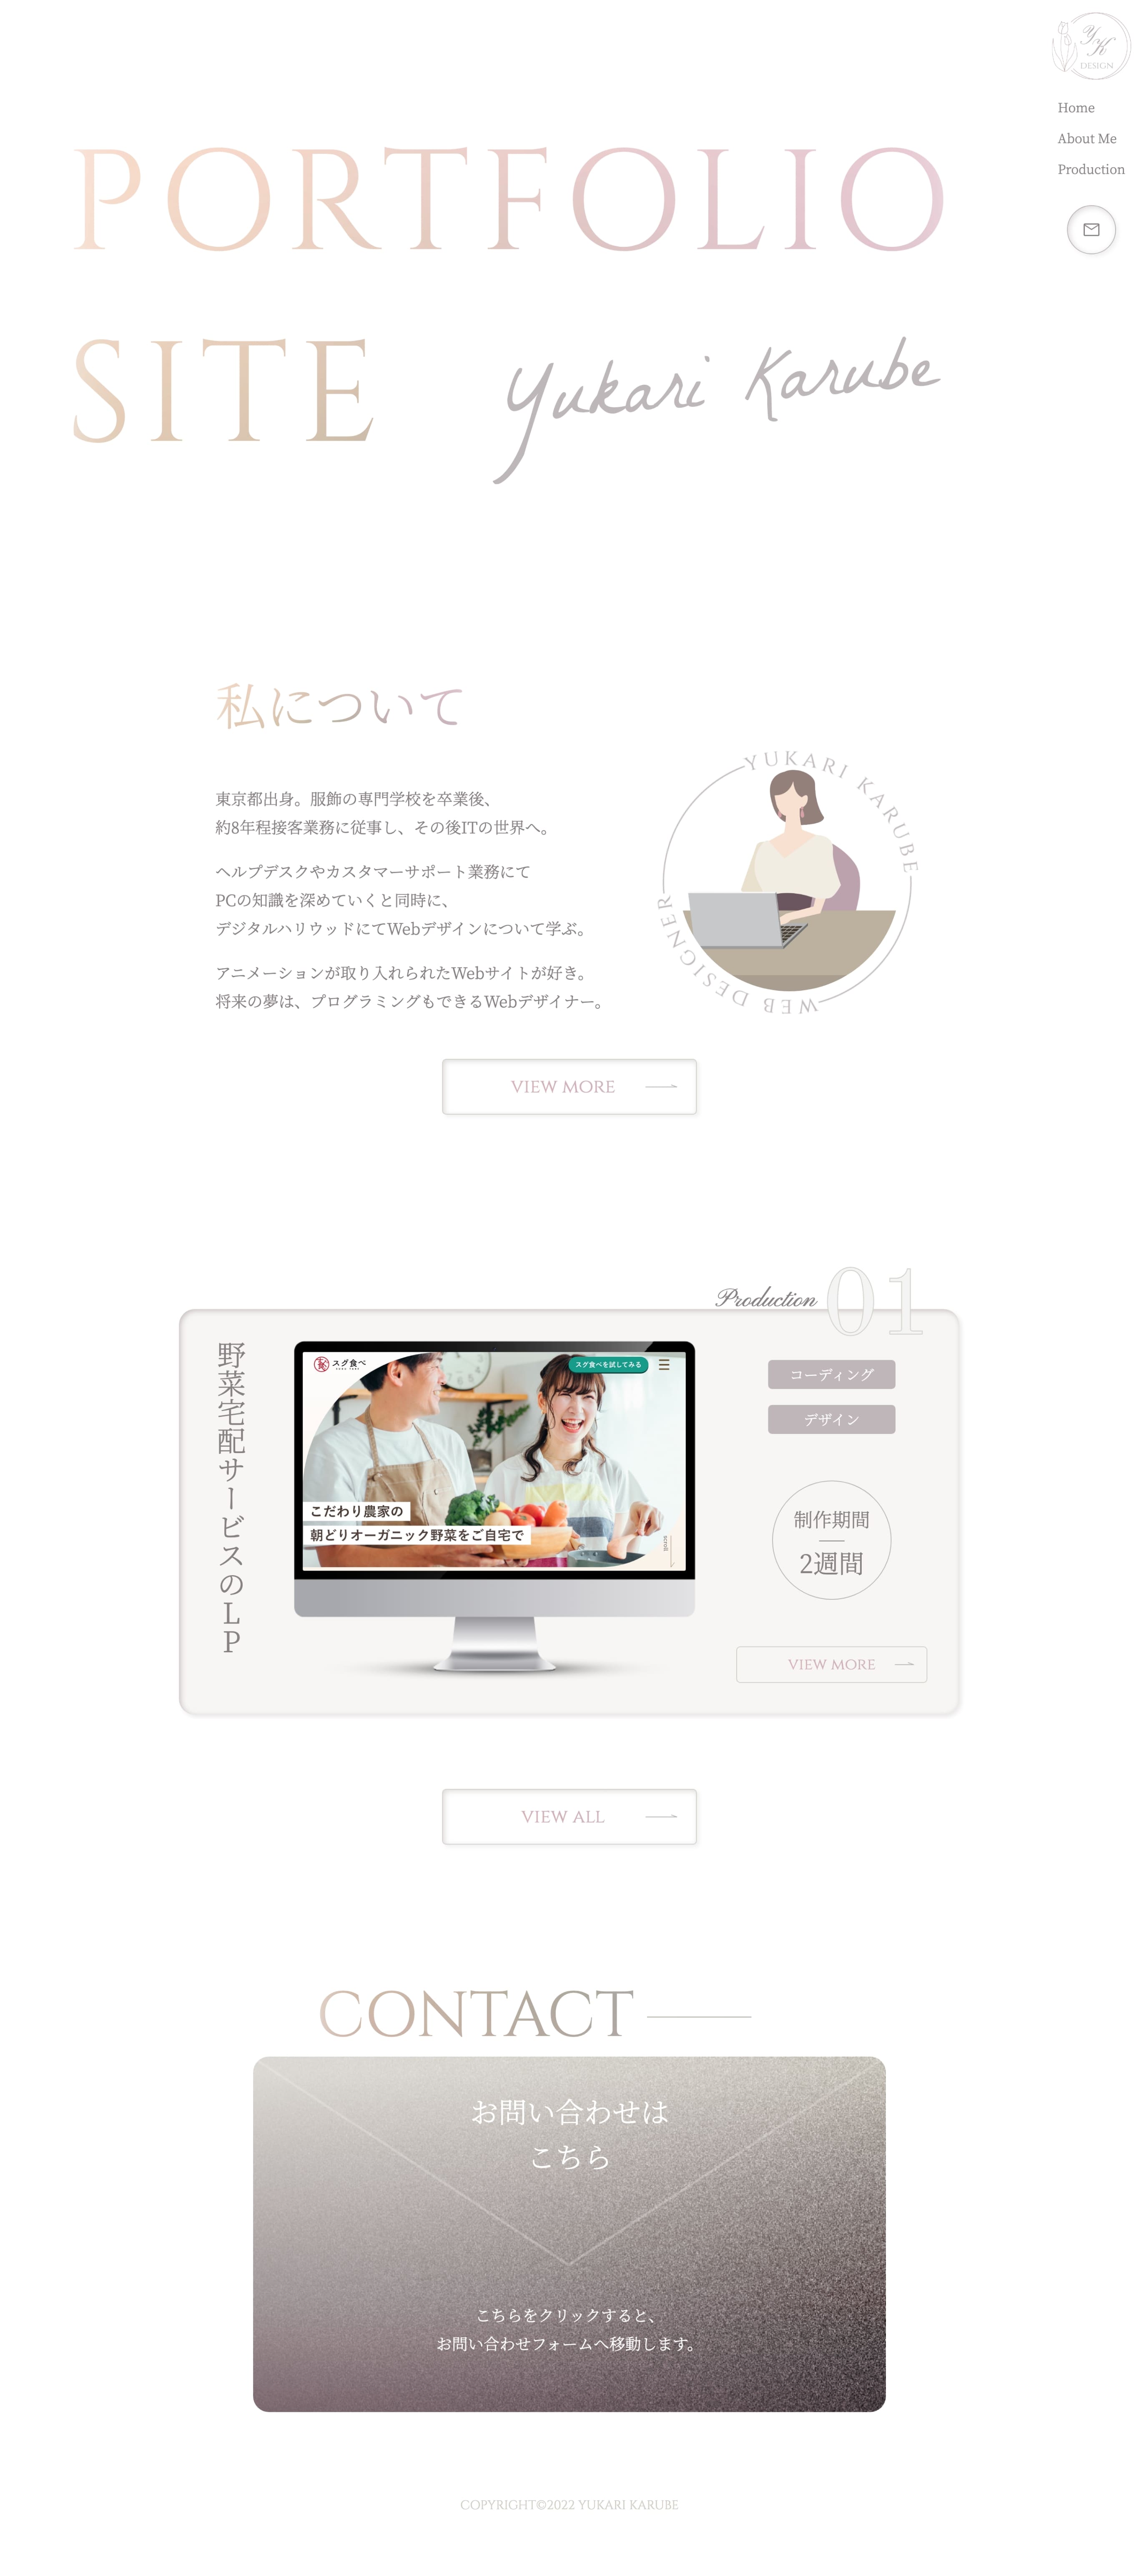 YK
DESIGN
Home
About Me
Production
PORTFOLIO
SITE
Yukari Karube
私について
東京都出身。服飾の専門学校を卒業後、
約8年程接客業務に従事し、その後ITの世界へ。
ヘルプデスクやカスタマーサポート業務にて
PCの知識を深めていくと同時に、
デジタルハリウッドにてWebデザインについて学ぶ。
アニメーションが取り入れられたWebサイトが好き。
将来の夢は、プログラミングもできるWebデザイナー。
YUKARI KARUBE
WEB DESIGNER
VIEW MORE
Production 01
野菜宅配サービスのLP
スグ食べ
スグ食べを試してみる
こだわり農家の
朝どりオーガニック野菜をご自宅で
scroll
コーディング
デザイン
制作期間
2週間
VIEW MORE
VIEW ALL
CONTACT
お問い合わせは
こちら
こちらをクリックすると、
お問い合わせフォームへ移動します。
COPYRIGHT©2022 YUKARI KARUBE